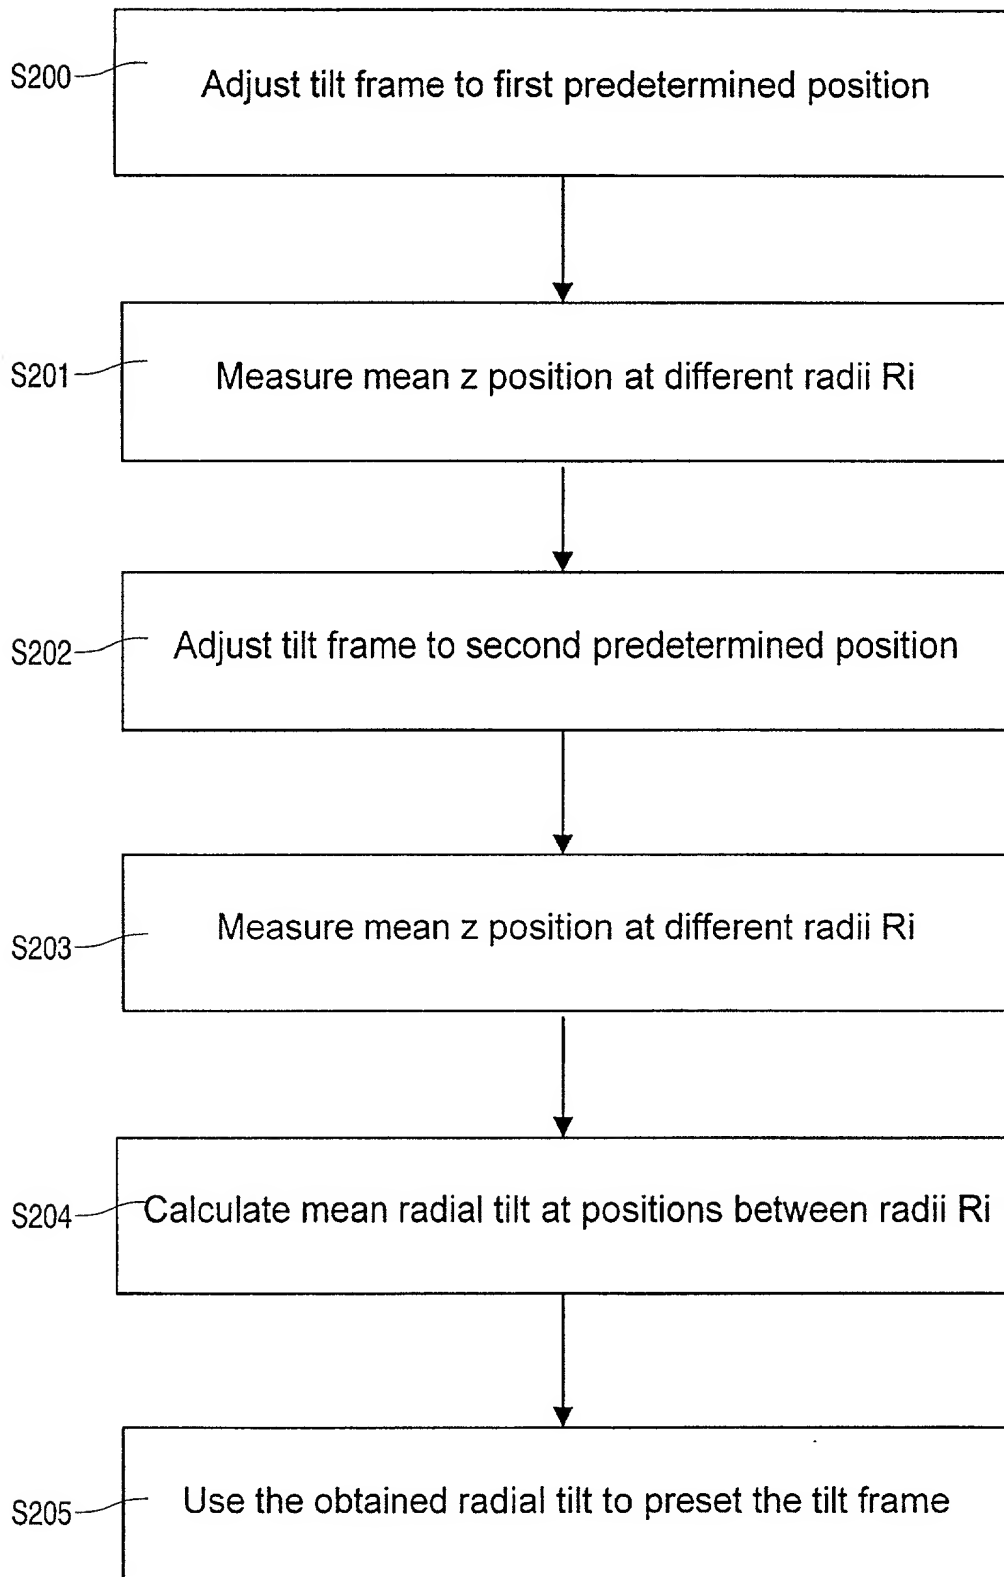 S200
Adjust tilt frame to first predetermined position
S201
Measure mean z position at different radii Ri
S202
Adjust tilt frame to second predetermined position
S203
Measure mean z position at different radii Ri
S204
Calculate mean radial tilt at positions between radii Ri
S205
Use the obtained radial tilt to preset the tilt frame